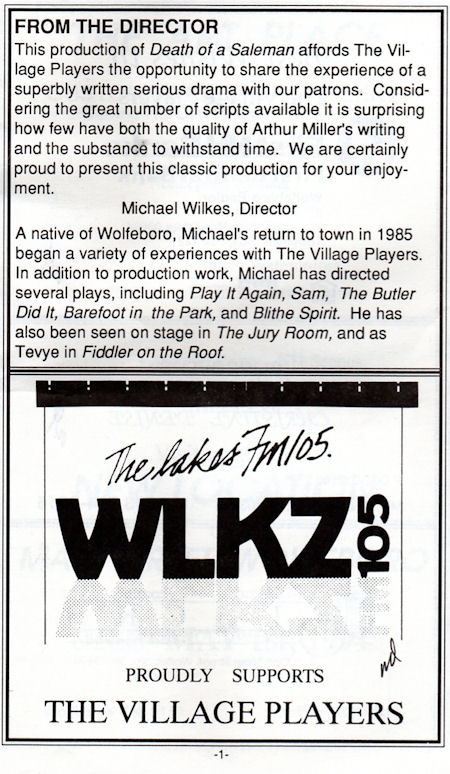 FROM THE DIRECTOR
This production of Death of a Saleman affords The Vil-
lage Players the opportunity to share the experience of a
superbly written serious drama with our patrons. Consid-
ering the great number of scripts available it is surprising
how few have both the quality of Arthur Miller's writing
and the substance to withstand time. We are certainly
proud to present this classic production for your enjoy-
ment.
Michael Wilkes, Director
A native of Wolfeboro, Michael's return to town in 1985
began a variety of experiences with The Village Players.
In addition to production work, Michael has directed
several plays, including Play It Again, Sam, The Butler
Did It, Barefoot in the Park, and Blithe Spirit. He has
also been seen on stage in The Jury Room, and as
Tevye in Fiddler on the Roof.
The Lakes FM105.
WLKZ 105
md
PROUDLY SUPPORTS
THE VILLAGE PLAYERS
-1-